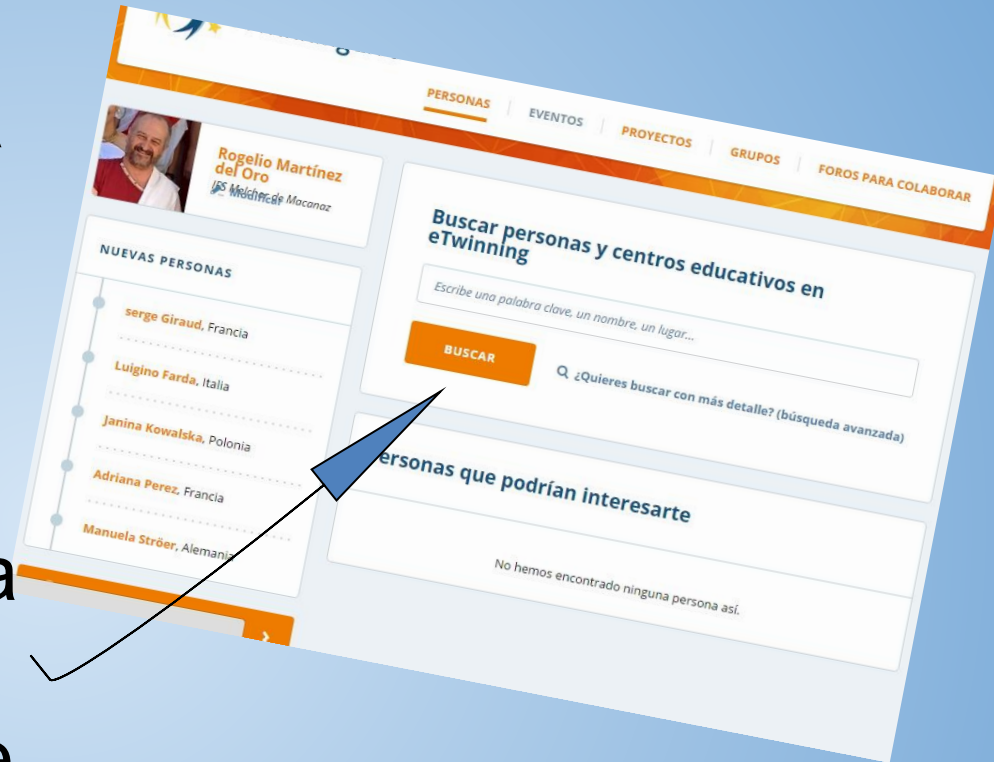 PERSONAS
EVENTOS
PROYECTOS
GRUPOS
FOROS PARA COLABORAR
Rogelio Martínez
del Oro
IES Melchor de Macanaz
Modificar
NUEVAS PERSONAS
serge Giraud, Francia
Luigino Farda, Italia
Janina Kowalska, Polonia
Adriana Perez, Francia
Manuela Ströer, Alemania
Buscar personas y centros educativos en
eTwinning
Escribe una palabra clave, un nombre, un lugar...
BUSCAR
¿Quieres buscar con más detalle? (búsqueda avanzada)
ersonas que podrían interesarte
No hemos encontrado ninguna persona así.
a
e